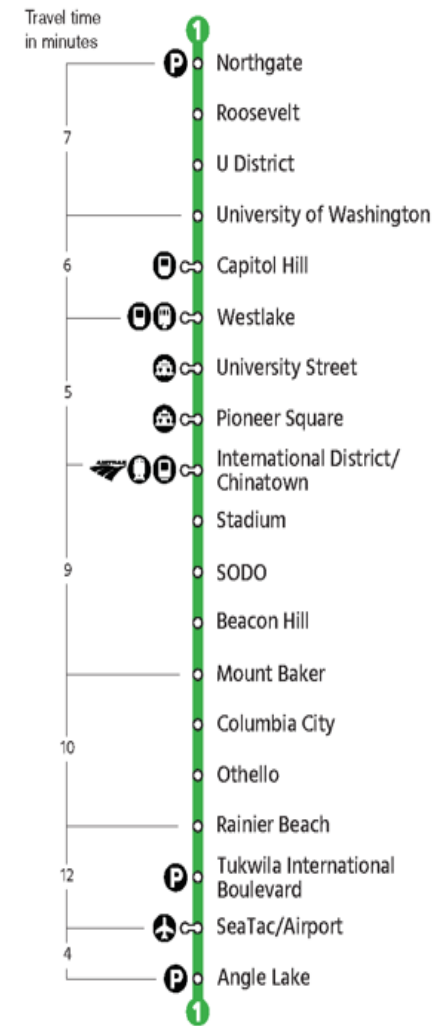 Travel time
in minutes
1
P Northgate
Roosevelt
7
U District
University of Washington
6 Capitol Hill
Westlake
University Street
5
Pioneer Square
AMTRAK International District/
Chinatown
Stadium
9 SODO
Beacon Hill
Mount Baker
Columbia City
10
Othello
Rainier Beach
12 P Tukwila International
Boulevard
SeaTac/Airport
4
P Angle Lake
1